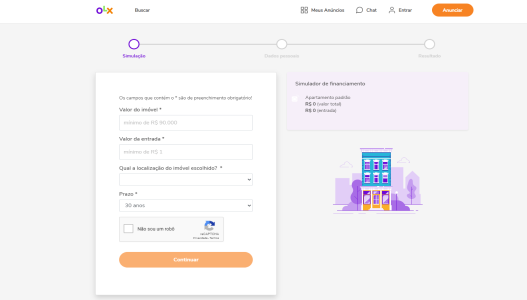 OLX
Buscar
Meus Anúncios
Chat
Entrar
Anunciar
Simulação
Dados pessoais
Resultado
Os campos que contém o * são de preenchimento obrigatório!
Valor do imóvel *
mínimo de R$ 90.000
Valor da entrada *
mínimo de R$ 1
Qual a localização do imóvel escolhido? *
Prazo *
30 anos
Não sou um robô
reCAPTCHA
Privacidade - Termos
Continuar
Simulador de financiamento
Apartamento padrão
R$ 0 (valor total)
R$ 0 (entrada)